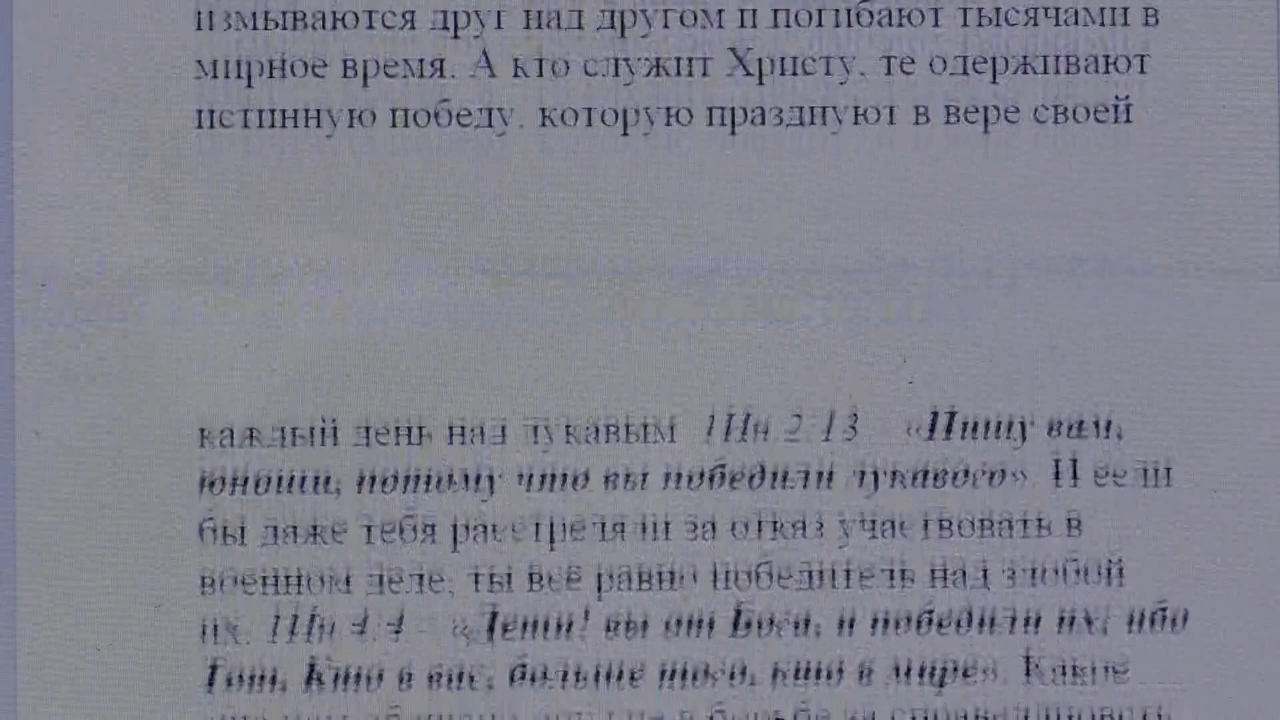 измываются друг над другом и погибают тысячами в
мирное время. А кто служит Христу, те одерживают
истинную победу, которую празднуют в вере своей
каждый день над лукавым 1Ин 2:13 «Пишу вам,
юноши, потому что вы победили лукавого». И если
бы даже тебя расстреляли за отказ участвовать в
военном деле, ты всё равно победитель над злобой
их. 1Ин 4:4 «Дети! вы от Бога, и победили их; ибо
Тот, Кто в вас, больше того, кто в мире». Какие